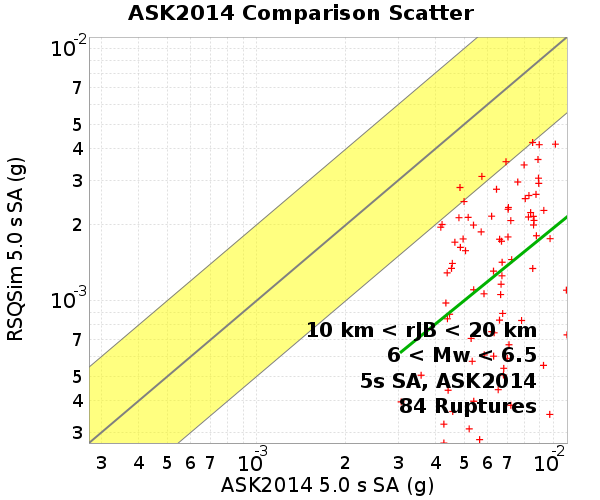 ASK2014 Comparison Scatter
RSQSim 5.0 s SA (g)
10⁻²
7
5
4
3
2
10⁻³
7
5
4
3
10 km < rJB < 20 km
6 < Mw < 6.5
5s SA, ASK2014
84 Ruptures
3 4 5 6 7 10⁻³ 2 3 4 5 6 7 10⁻²
ASK2014 5.0 s SA (g)